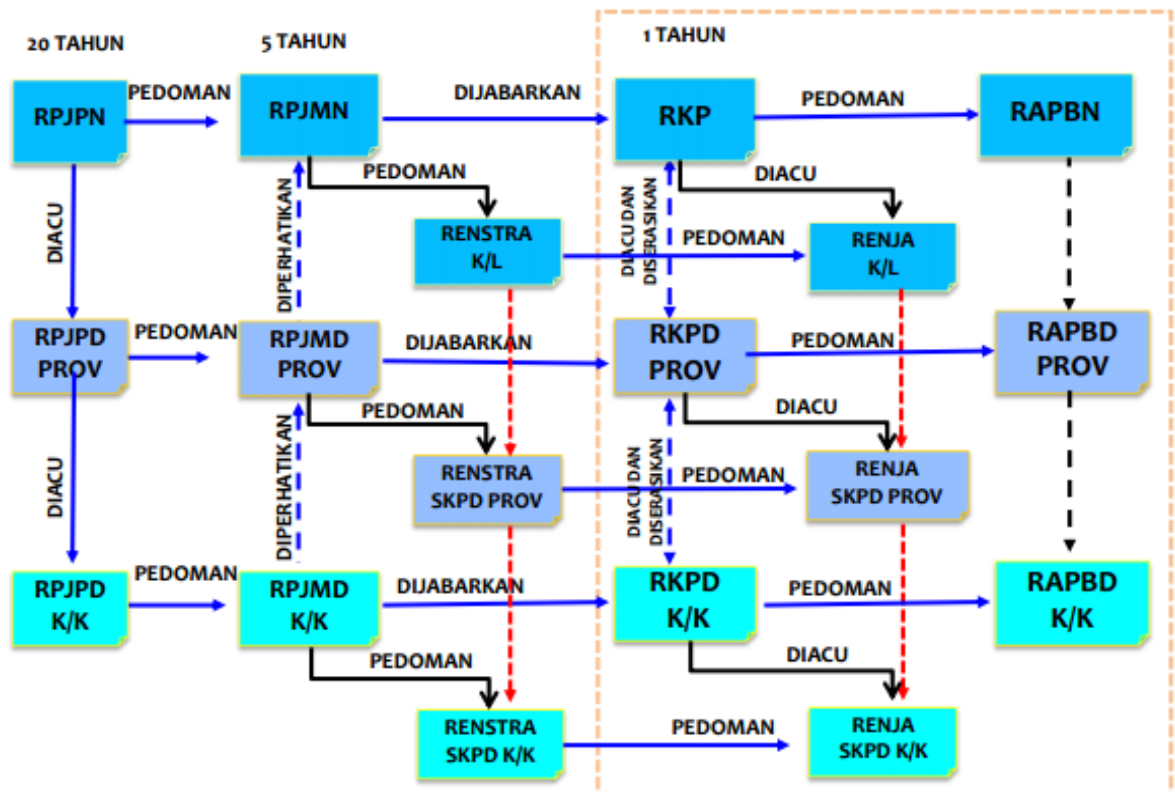 20 TAHUN
5 TAHUN
1 TAHUN
RPJPN
PEDOMAN
RPJMN
DIJABARKAN
RKP
PEDOMAN
RAPBN
PEDOMAN
DIACU
DIACU
DIPERHATIKAN
RENSTRA
K/L
PEDOMAN
DIACU DAN
DISERASIKAN
RENJA
K/L
RPJPD
PROV
PEDOMAN
RPJMD
PROV
DIJABARKAN
RKPD
PROV
PEDOMAN
RAPBD
PROV
PEDOMAN
DIACU
DIACU
DIPERHATIKAN
RENSTRA
SKPD PROV
PEDOMAN
DIACU DAN
DISERASIKAN
RENJA
SKPD PROV
RPJPD
K/K
PEDOMAN
RPJMD
K/K
DIJABARKAN
RKPD
K/K
PEDOMAN
RAPBD
K/K
PEDOMAN
DIACU
RENSTRA
SKPD K/K
PEDOMAN
RENJA
SKPD K/K